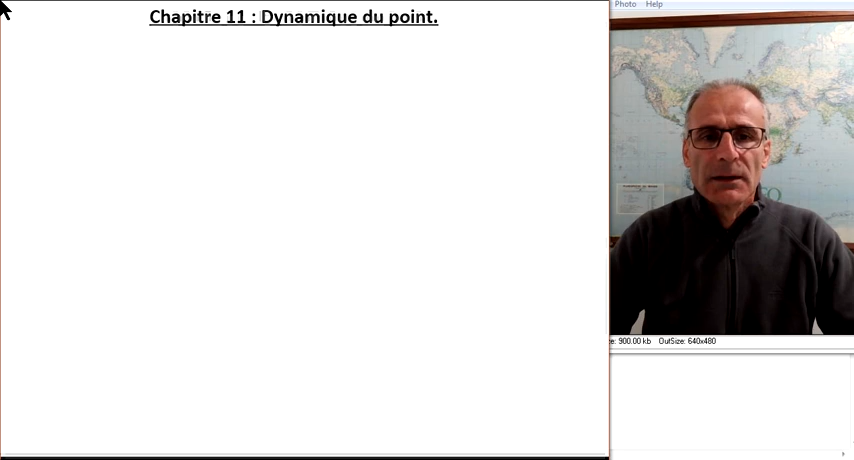 Chapitre 11 : Dynamique du point.
Photo Help
ze: 900.00 kb OutSize: 640x480